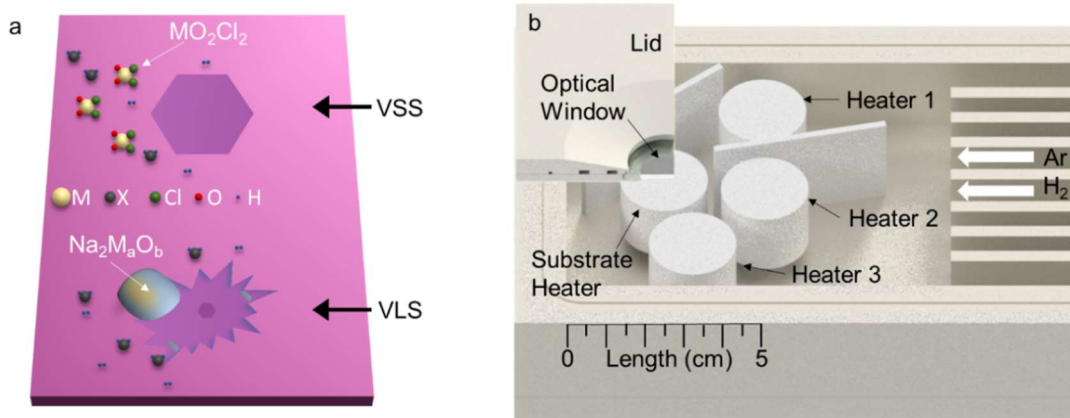 a
MO₂Cl₂
VSS
M X Cl O H
Na₂MₐO_b
VLS
b
Lid
Optical
Window
Heater 1
Ar
H₂
Heater 2
Substrate
Heater
Heater 3
0 Length (cm) 5